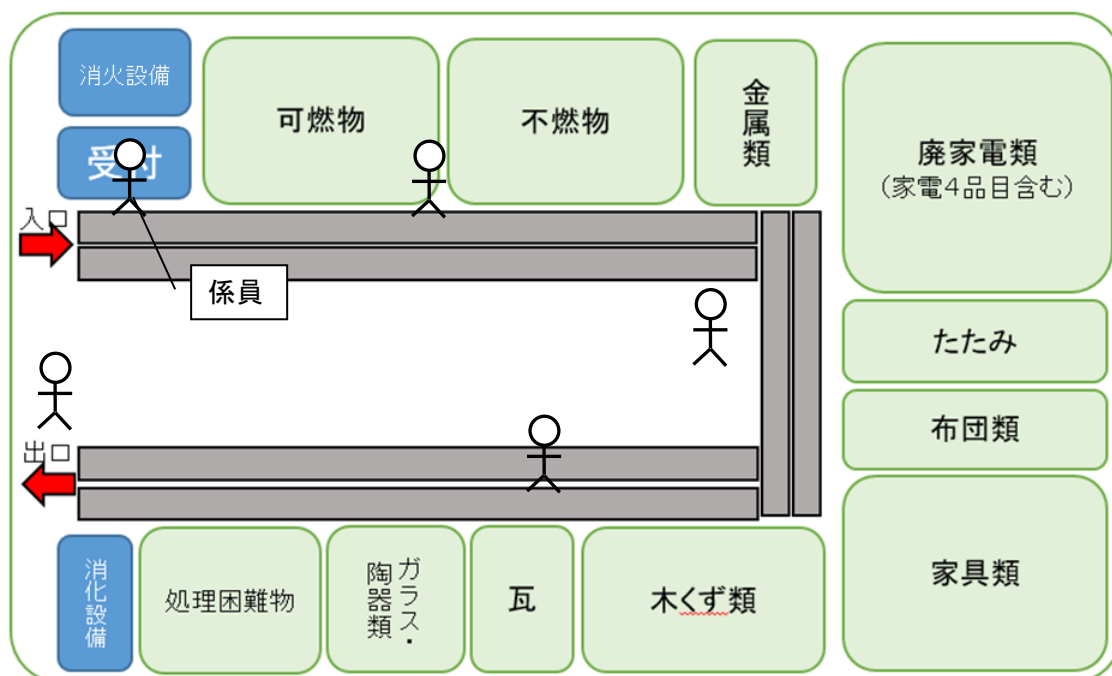 消火設備
受付
入口
係員
可燃物
不燃物
金属類
廃家電類
（家電4品目含む）
たたみ
布団類
家具類
出口
消化設備
処理困難物
ガラス・
陶器類
瓦
木くず類